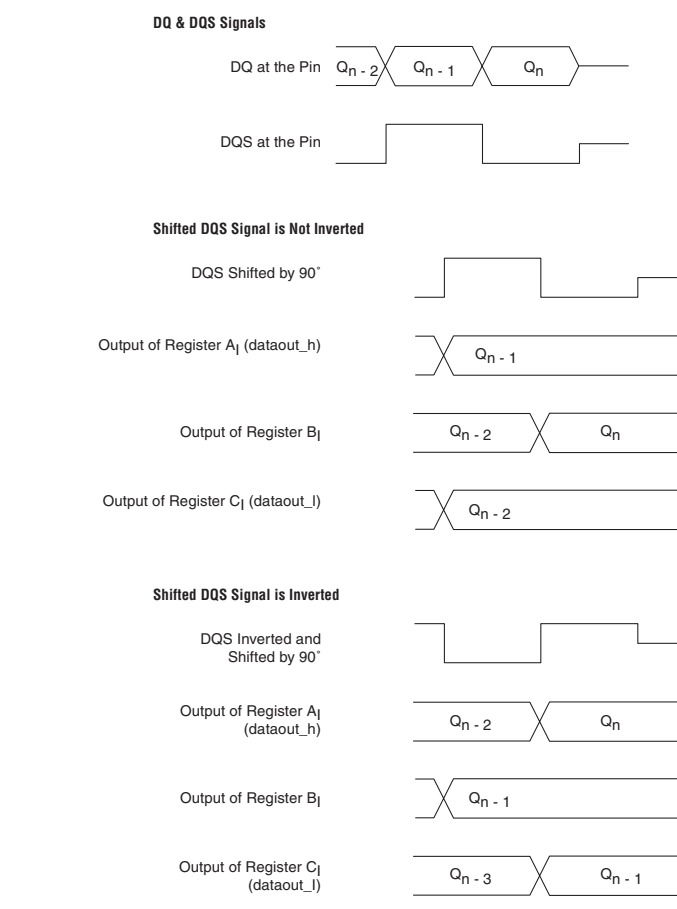 DQ & DQS Signals
DQ at the Pin Qn - 2 Qn - 1 Qn
DQS at the Pin
Shifted DQS Signal is Not Inverted
DQS Shifted by 90˚
Output of Register AI (dataout_h) Qn - 1
Output of Register BI Qn - 2 Qn
Output of Register CI (dataout_l) Qn - 2
Shifted DQS Signal is Inverted
DQS Inverted and
Shifted by 90˚
Output of Register AI
(dataout_h) Qn - 2 Qn
Output of Register BI Qn - 1
Output of Register CI
(dataout_l) Qn - 3 Qn - 1